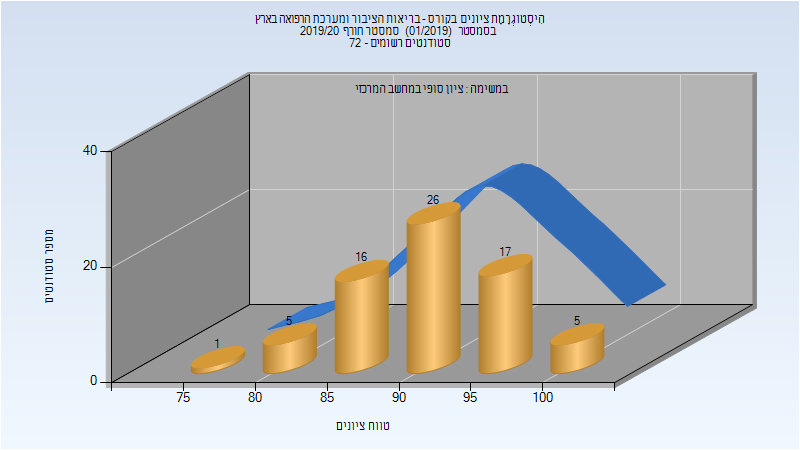 היסטוגרמת ציונים בקורס - בריאות הציבור ומערכת הרפואה בארץ
בסמסטר (01/2019) סמסטר חורף 2019/20
סטודנטים רשומים - 72
במשימה : ציון סופי במחשב המרכזי
מספר סטודנטים
40
20
0
1
5
16
26
17
5
75
80
85
90
95
100
טווח ציונים